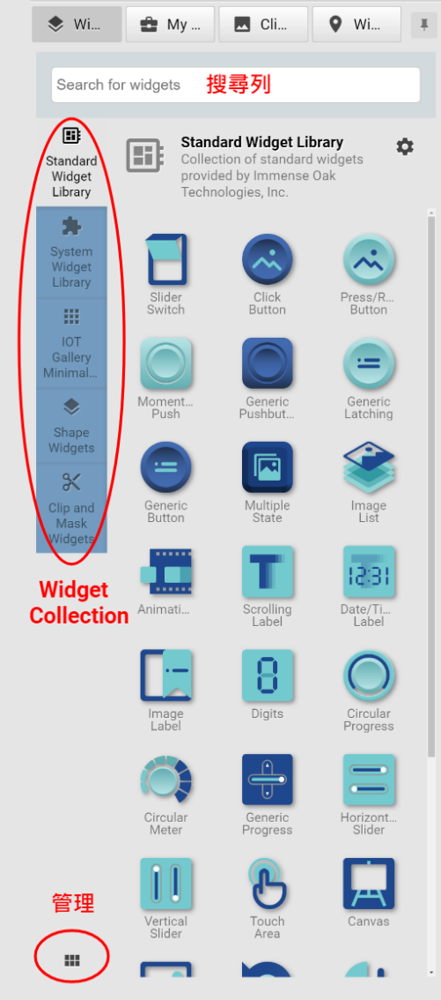 Wi...
My ...
Cli...
Wi...
Search for widgets
搜尋列
Standard
Widget
Library
Standard Widget Library
Collection of standard widgets
provided by Immense Oak
Technologies, Inc.
System
Widget
Library
IOT
Gallery
Minimal...
Shape
Widgets
Clip and
Mask
Widgets
Widget
Collection
管理
Slider
Switch
Click
Button
Press/R...
Button
Moment...
Push
Generic
Pushbut...
Generic
Latching
Generic
Button
Multiple
State
Image
List
Animati...
T
Scrolling
Label
T
12:31
Date/Ti...
Label
Image
Label
0
Digits
Circular
Progress
Circular
Meter
Generic
Progress
Horizont...
Slider
Vertical
Slider
Touch
Area
Canvas